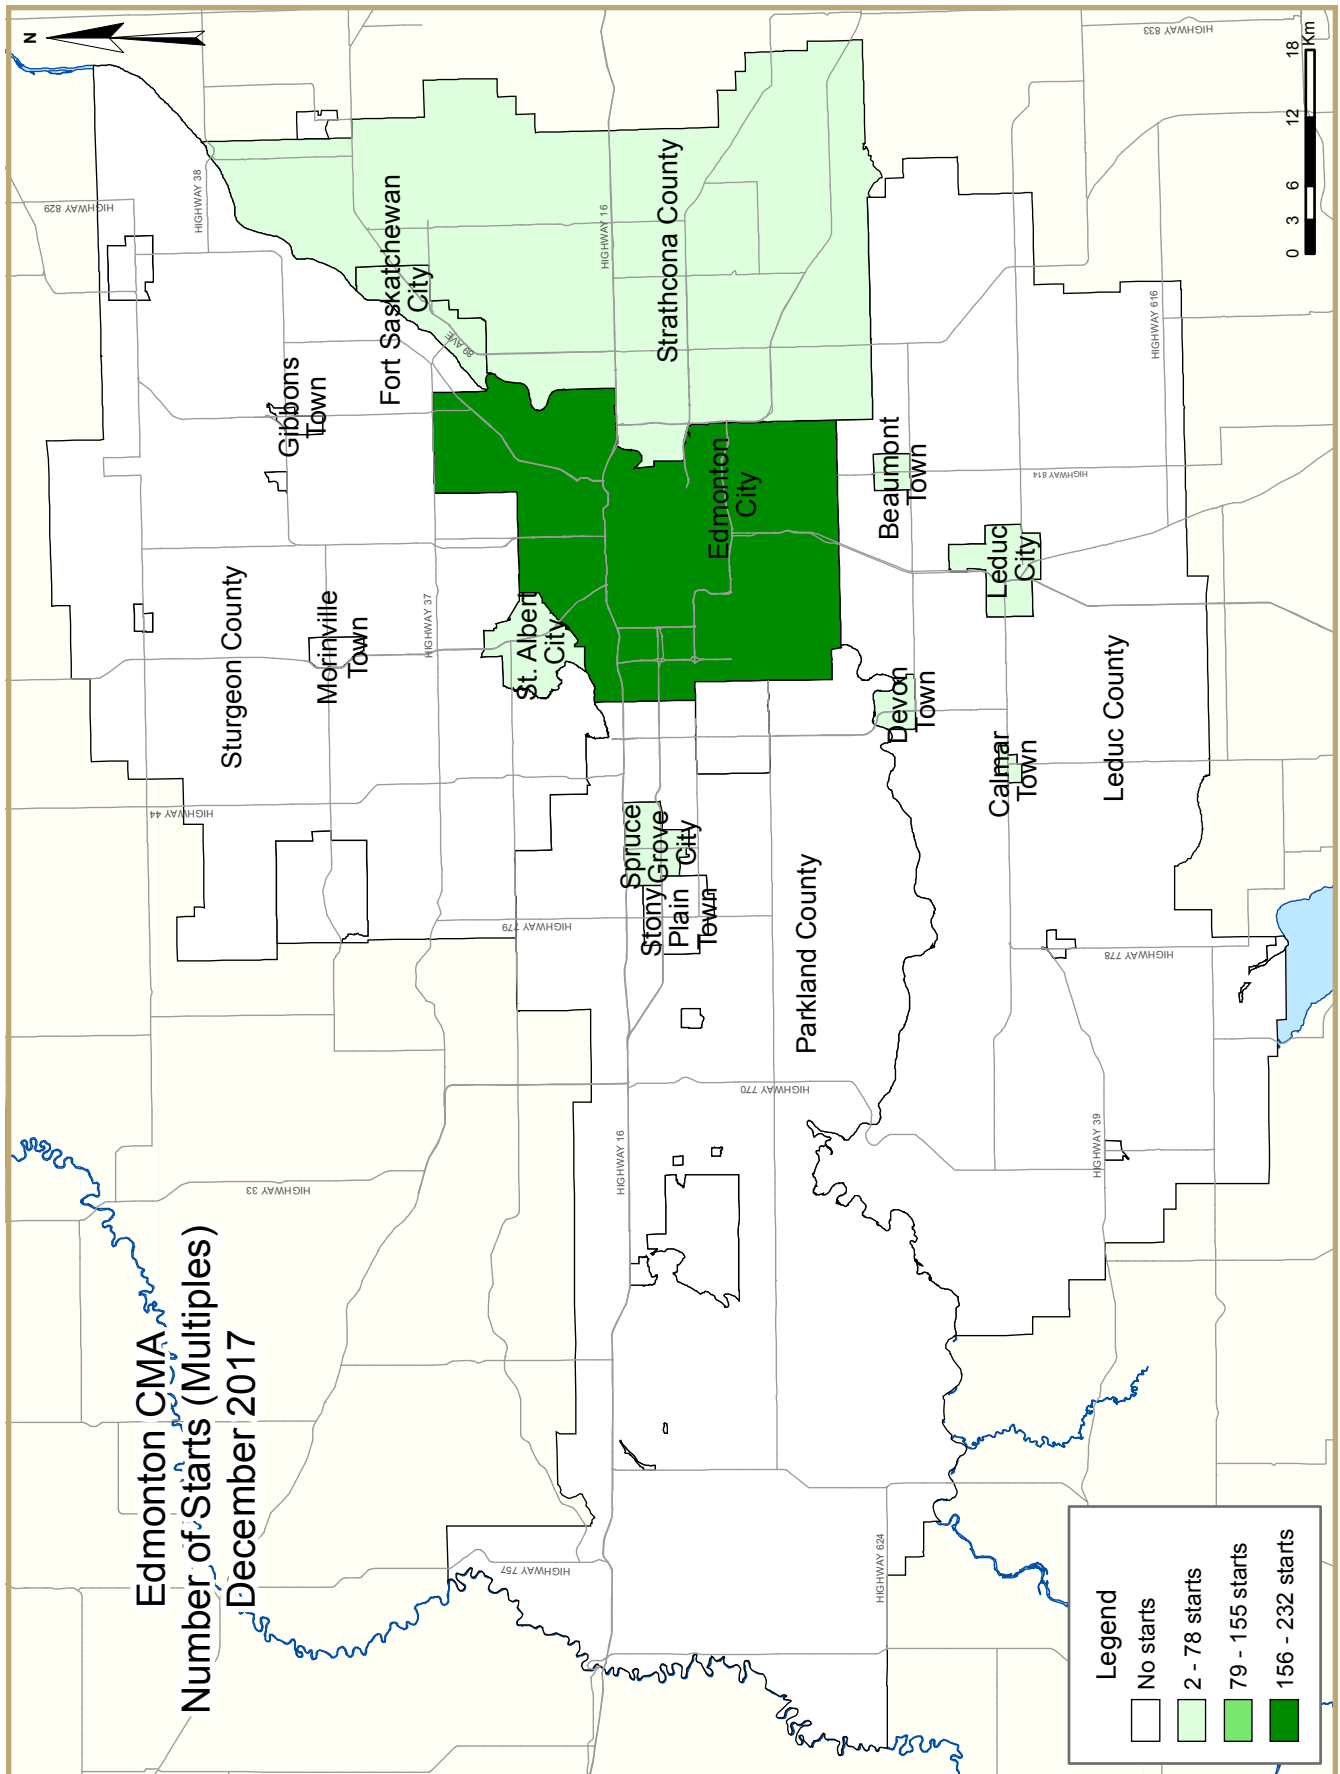 Edmonton CMA
Number of Starts (Multiples)
December 2017
N
HIGHWAY 829
HIGHWAY 38
HIGHWAY 833
HIGHWAY 44
Sturgeon County
Gibbons
Town
Morinville
Town
HIGHWAY 37
Fort Saskatchewan
City
89 AVE
HIGHWAY 33
HIGHWAY 779
St. Albert
City
HIGHWAY 16
Strathcona County
HIGHWAY 757
HIGHWAY 16
Spruce
Grove
City
Stony
Plain
Town
Edmonton
City
HIGHWAY 770
Parkland County
HIGHWAY 624
Devon
Town
Beaumont
Town
HIGHWAY 814
Leduc
City
Calmar
Town
Leduc County
HIGHWAY 39
HIGHWAY 778
HIGHWAY 616
Legend
No starts
2 - 78 starts
79 - 155 starts
156 - 232 starts
0 3 6 12 18
Km